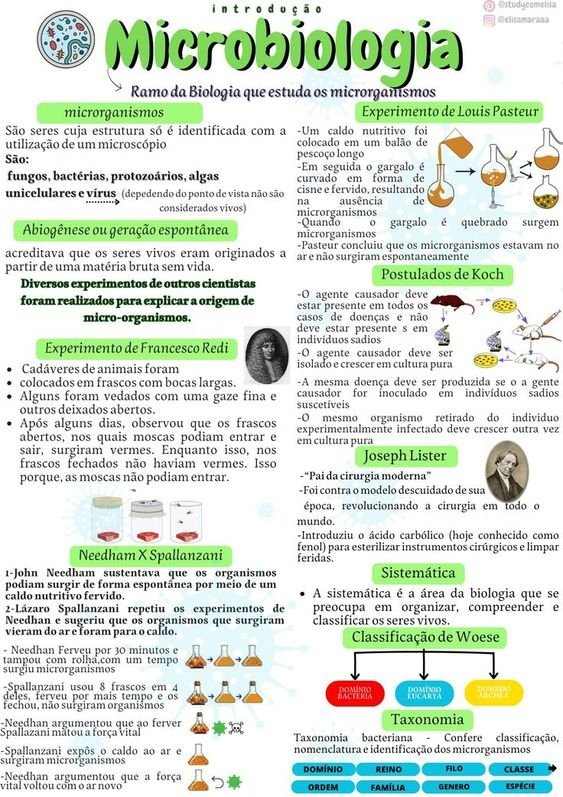 introdução
@studycomelisa
@elisamaraaa
Microbiologia
Ramo da Biologia que estuda os microrganismos
microrganismos
São seres cuja estrutura só é identificada com a
utilização de um microscópio
São:
fungos, bactérias, protozoários, algas
unicelulares e vírus (depedendo do ponto de vista não são
considerados vivos)
Abiogênese ou geração espontânea
acreditava que os seres vivos eram originados a
partir de uma matéria bruta sem vida.
Diversos experimentos de outros cientistas
foram realizados para explicar a origem de
micro-organismos.
Experimento de Francesco Redi
Cadáveres de animais foram
colocados em frascos com bocas largas.
Alguns foram vedados com uma gaze fina e
outros deixados abertos.
Após alguns dias, observou que os frascos
abertos, nos quais moscas podiam entrar e
sair, surgiram vermes. Enquanto isso, nos
frascos fechados não haviam vermes. Isso
porque, as moscas não podiam entrar.
Needham X Spallanzani
1-John Needham sustentava que os organismos
podiam surgir de forma espontânea por meio de um
caldo nutritivo fervido.
2-Lázaro Spallanzani repetiu os experimentos de
Needhan e sugeriu que os organismos que surgiram
vieram do ar e foram para o caldo.
- Needhan Ferveu por 30 minutos e
tampou com rolha,com um tempo
surgiu microrganismos
-Spallanzani usou 8 frascos em 4
deles, ferveu por mais tempo e os
fechou, não surgiram organismos
-Needhan argumentou que ao ferver
Spallozani matou a força vital
-Spallanzani expôs o caldo ao ar e
surgiram microrganismos
-Needhan argumentou que a força
vital voltou com o ar novo
Experimento de Louis Pasteur
-Um caldo nutritivo foi
colocado em um balão de
pescoço longo
-Em seguida o gargalo é
curvado em forma de
cisne e fervido, resultando
na ausência de
microrganismos
-Quando o gargalo é quebrado surgem
microrganismos
-Pasteur concluiu que os microrganismos estavam no
ar e não surgiram espontaneamente
Postulados de Koch
-O agente causador deve
estar presente em todos os
casos de doenças e não
deve estar presente s em
indivíduos sadios
-O agente causador deve ser
isolado e crescer em cultura pura
-A mesma doença deve ser produzida se o a gente
causador for inoculado em indivíduos sadios
suscetíveis
-O mesmo organismo retirado do individuo
experimentalmente infectado deve crescer outra vez
em cultura pura
Joseph Lister
-“Pai da cirurgia moderna”
-Foi contra o modelo descuidado de sua
época, revolucionando a cirurgia em todo o
mundo.
-Introduziu o ácido carbólico (hoje conhecido como
fenol) para esterilizar instrumentos cirúrgicos e limpar
feridas.
Sistemática
A sistemática é a área da biologia que se
preocupa em organizar, compreender e
classificar os seres vivos.
Classificação de Woese
DOMÍNIO
BACTERIA
DOMÍNIO
EUCARYA
DOMÍNIO
ARCHEA
Taxonomia
Taxonomia bacteriana - Confere classificação,
nomenclatura e identificação dos microrganismos
DOMÍNIO REINO FILO CLASSE
ORDEM FAMÍLIA GENERO ESPÉCIE